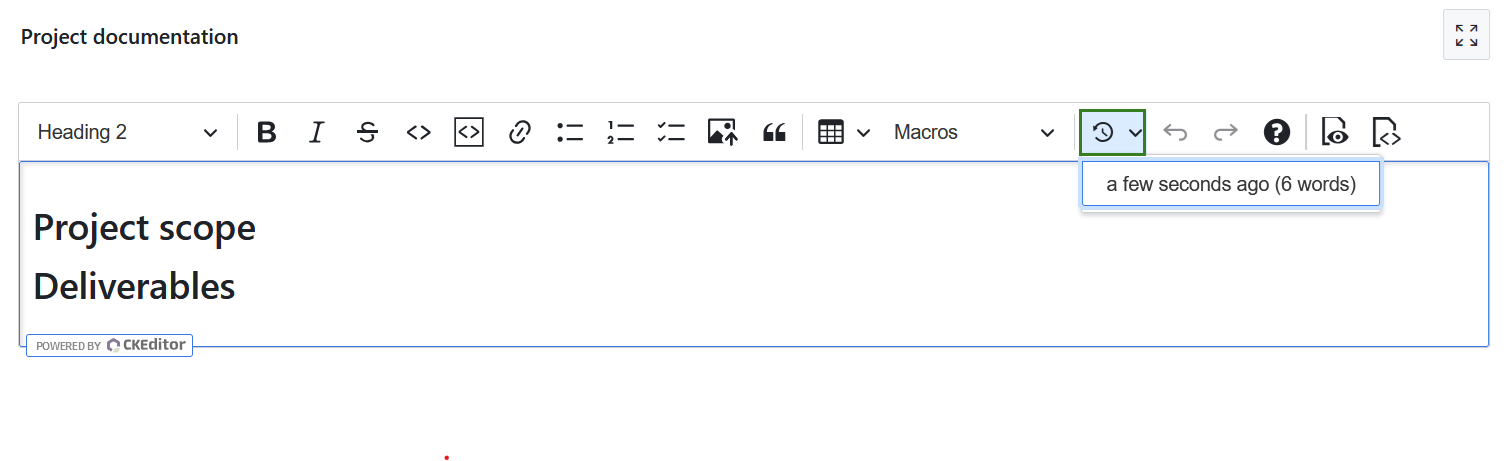 Project documentation
Heading 2
Macros
a few seconds ago (6 words)
Project scope
Deliverables
POWERED BY CKEditor